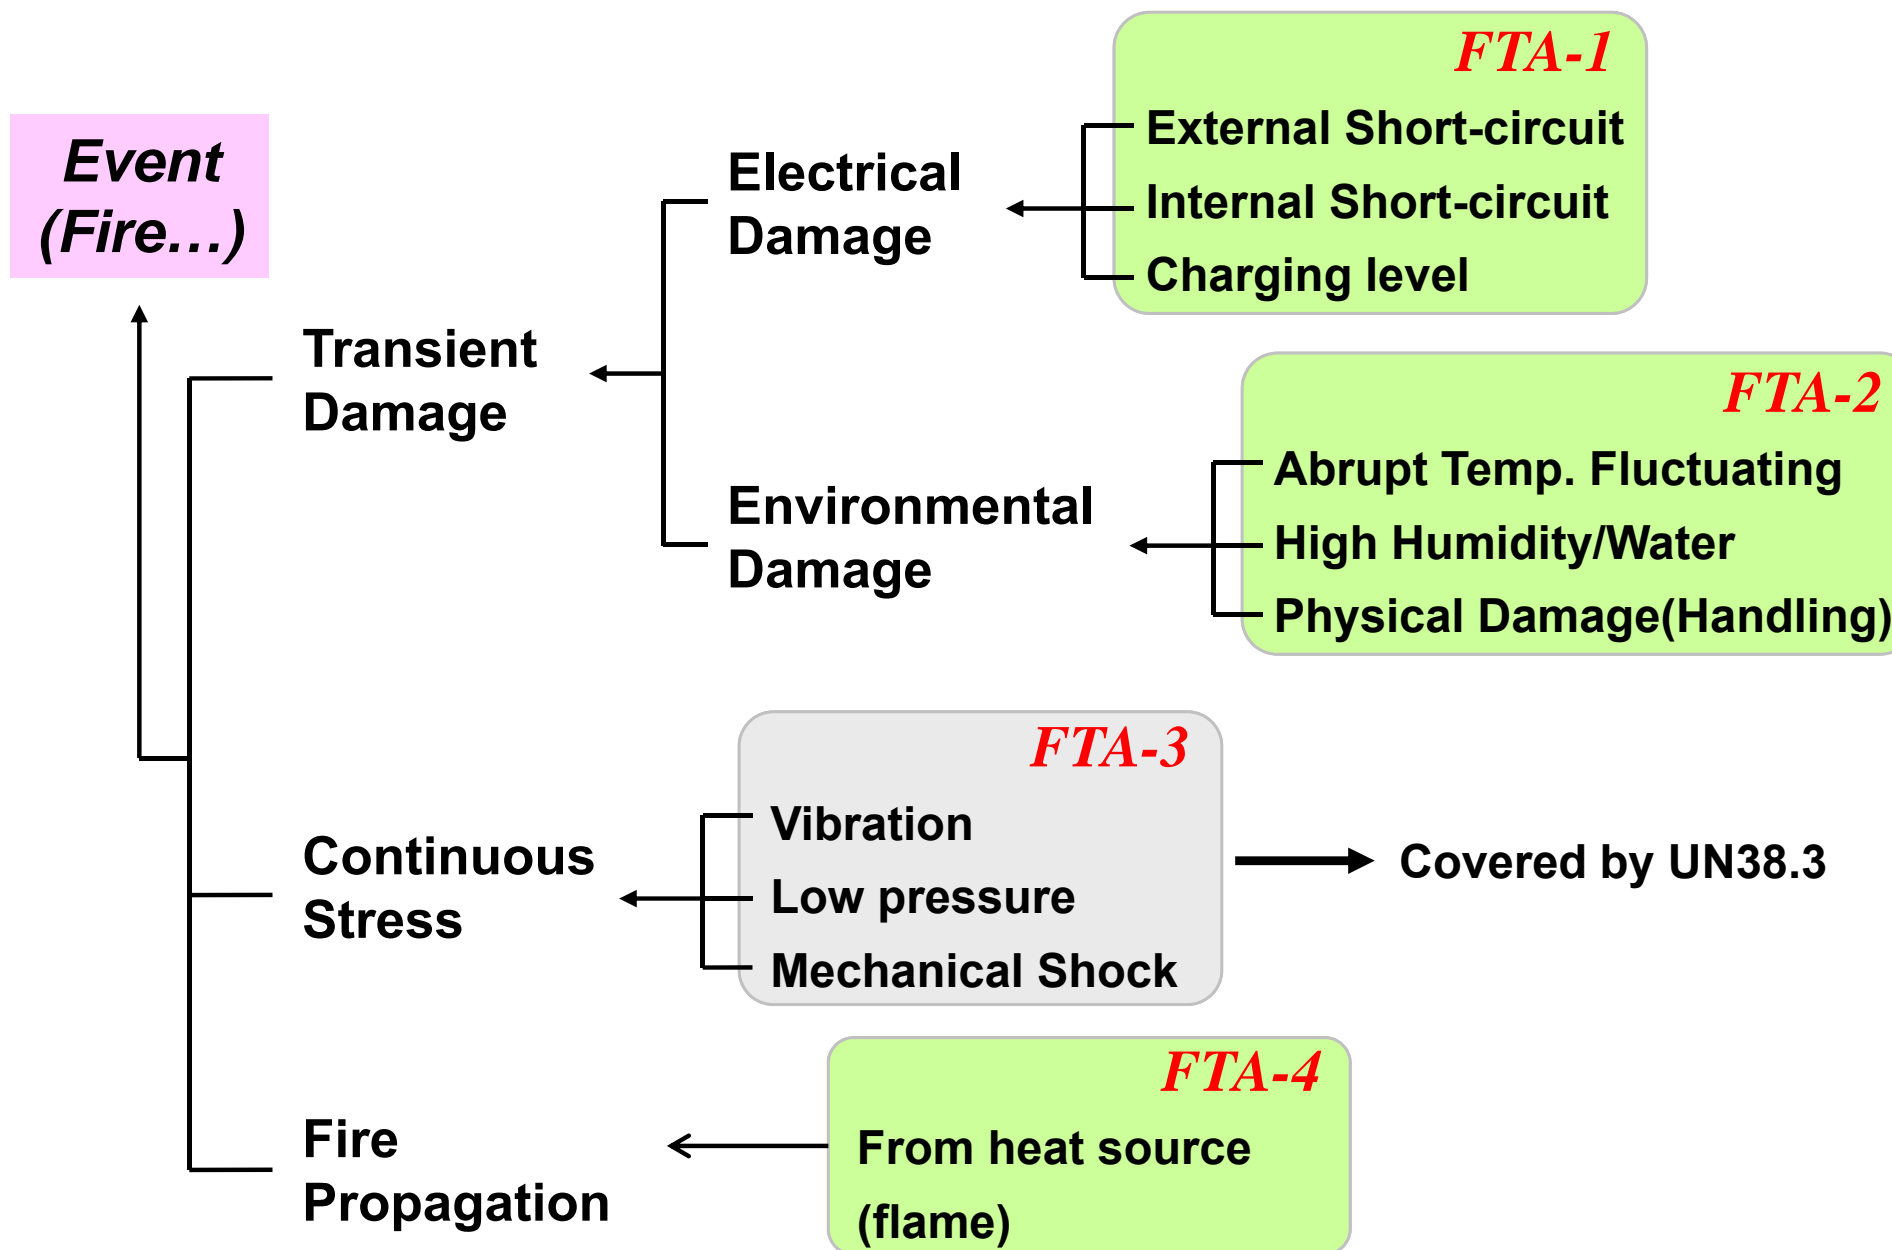 Event
(Fire…)
Transient
Damage
Electrical
Damage
FTA-1
External Short-circuit
Internal Short-circuit
Charging level
Environmental
Damage
FTA-2
Abrupt Temp. Fluctuating
High Humidity/Water
Physical Damage(Handling)
Continuous
Stress
FTA-3
Vibration
Low pressure
Mechanical Shock
Covered by UN38.3
Fire
Propagation
FTA-4
From heat source
(flame)